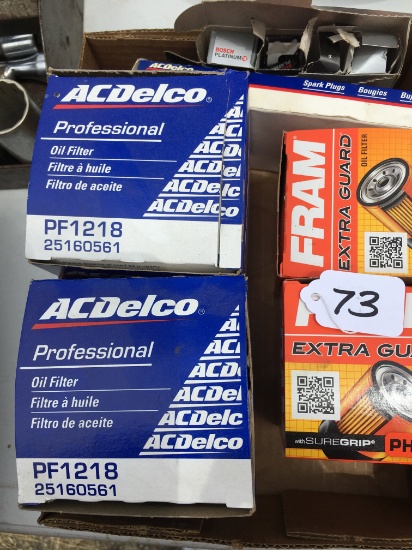 BOSCH
PLATINUM
ACDelco
Spark Plugs Bougies
ACDelco®
Professional
Oil Filter
Filtre à huile
Filtro de aceite
PF1218
25160561
ACDelco
ACDelco
ACDelco
FRAM
EXTRA GUARD
OIL FILTER
73
ACDelco®
Professional
Oil Filter
Filtre à huile
Filtro de aceite
PF1218
25160561
ACDelco
ACDelco
ACDelco
ACDelco
ACDelco
EXTRA GUA
with SUREGRIP®
PH